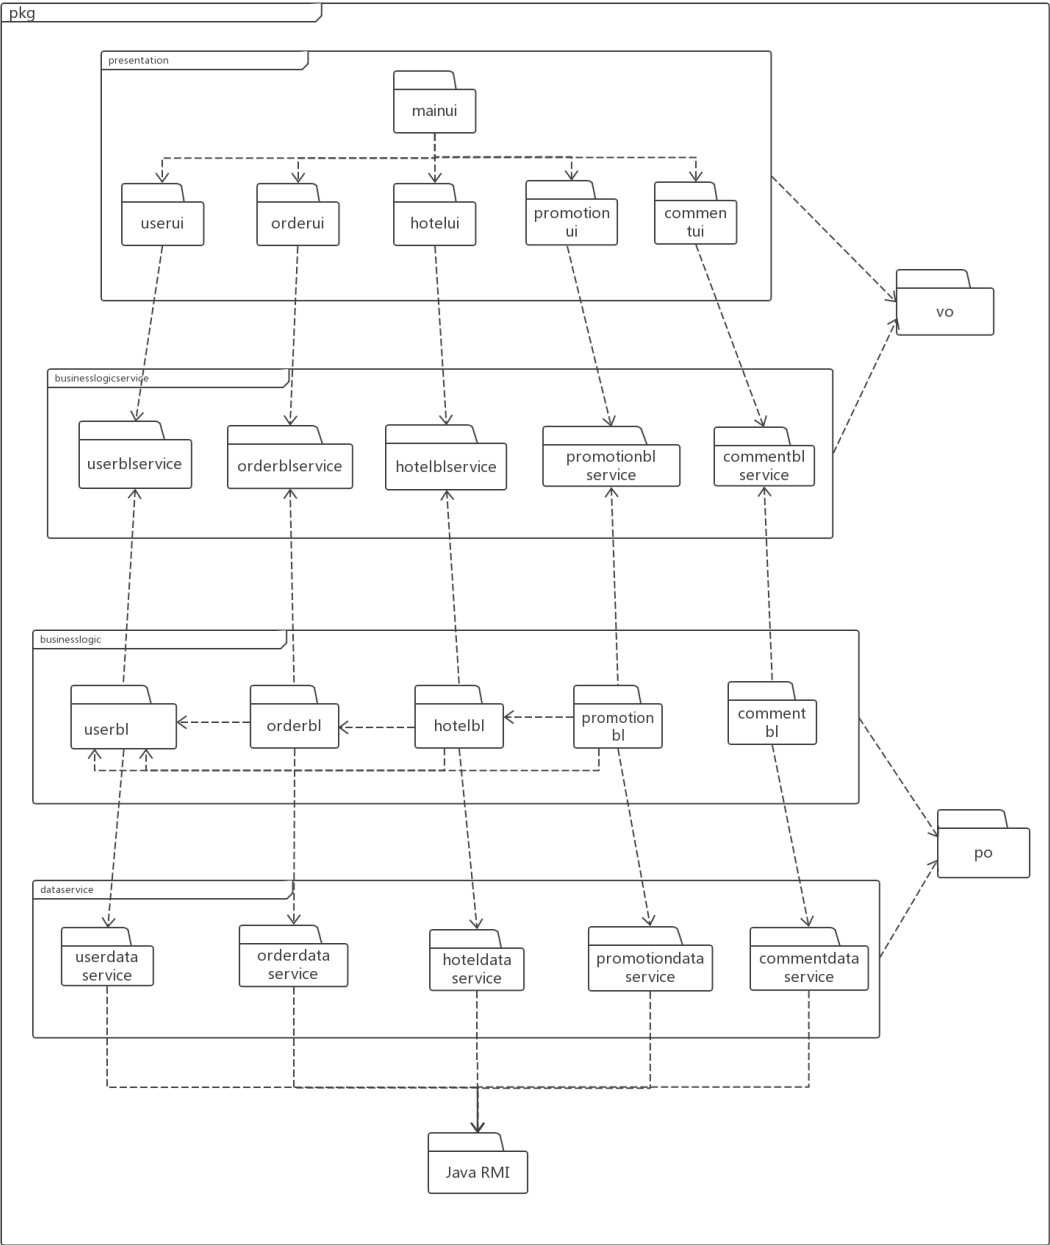 pkg
presentation
mainui
userui
orderui
hotelui
promotion
ui
commen
tui
vo
businesslogicservice
userblservice
orderblservice
hotelblservice
promotionbl
service
commentbl
service
businesslogic
userbl
orderbl
hotelbl
promotion
bl
comment
bl
po
dataservice
userdata
service
orderdata
service
hoteldata
service
promotiondata
service
commentdata
service
Java RMI